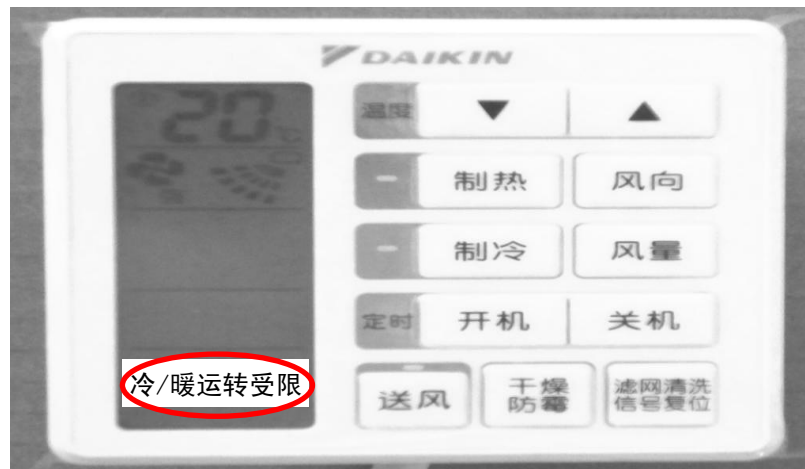 DAIKIN
20
温度 ▼ ▲
制热 风向
制冷 风量
定时 开机 关机
冷/暖运转受限
送风 干燥防霉 滤网清洗信号复位